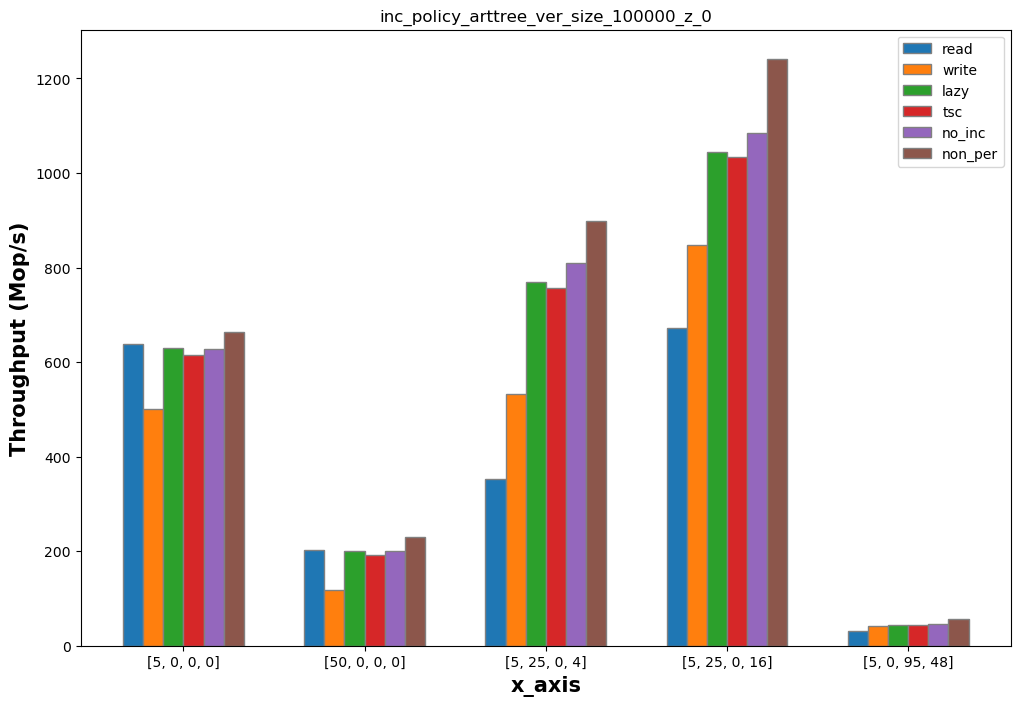 inc_policy_arttree_ver_size_100000_z_0
read
write
lazy
tsc
no_inc
non_per
Throughput (Mop/s)
1200
1000
800
600
400
200
0
[5, 0, 0, 0]
[50, 0, 0, 0]
[5, 25, 0, 4]
[5, 25, 0, 16]
[5, 0, 95, 48]
x_axis